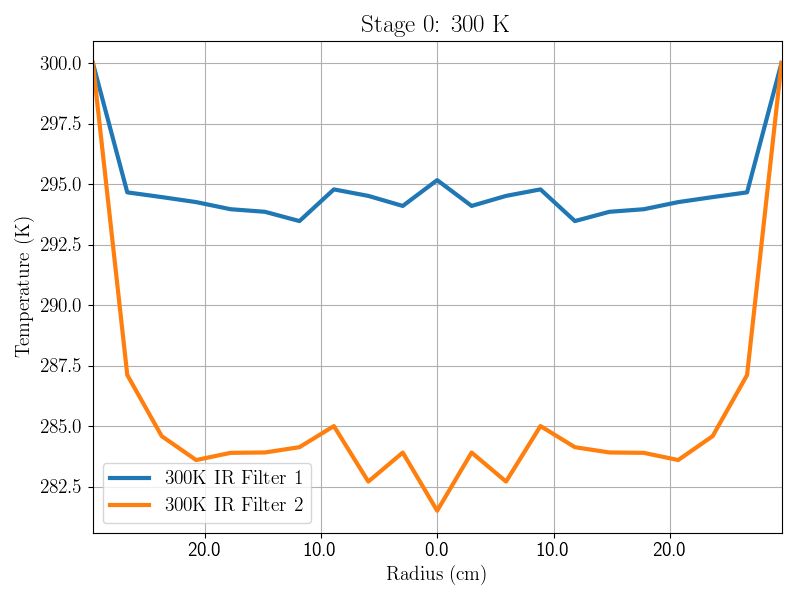 Stage 0: 300 K
300.0
297.5
295.0
292.5
290.0
287.5
285.0
282.5
Temperature (K)
300K IR Filter 1
300K IR Filter 2
20.0 10.0 0.0 10.0 20.0
Radius (cm)